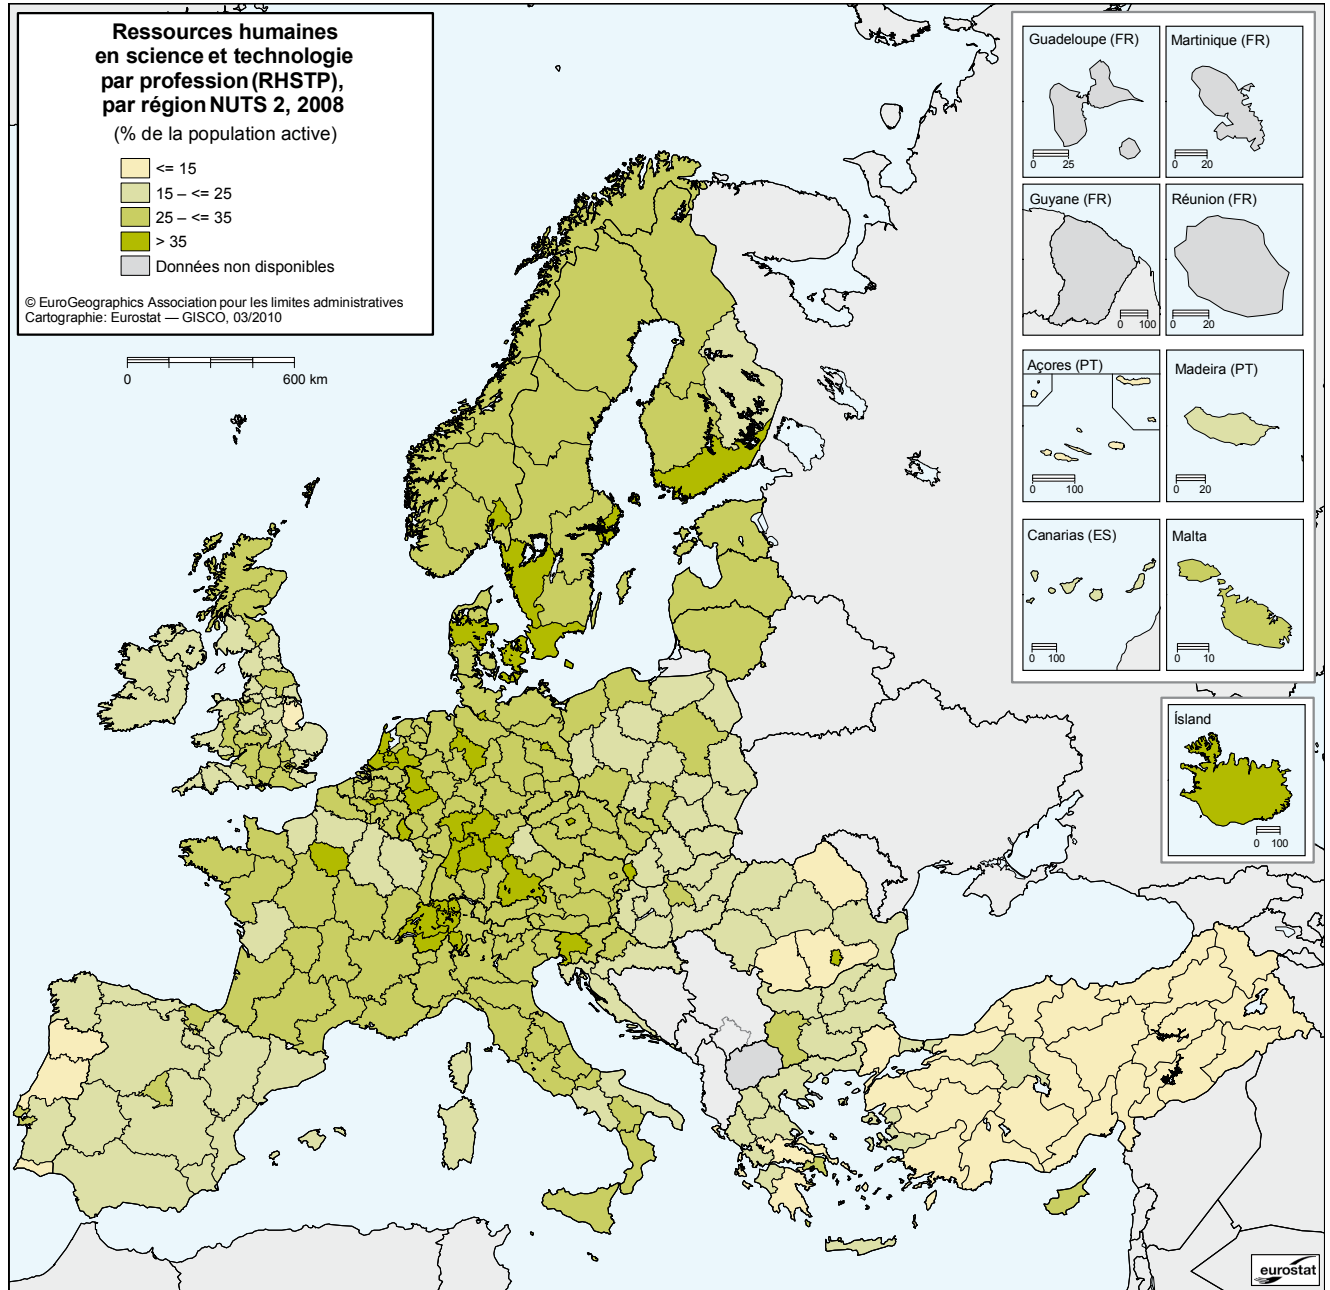 Ressources humaines
en science et technologie
par profession (RHSTP),
par région NUTS 2, 2008
(% de la population active)
<= 15
15 – <= 25
25 – <= 35
> 35
Données non disponibles
© EuroGeographics Association pour les limites administratives
Cartographie: Eurostat — GISCO, 03/2010
0 600 km
Guadeloupe (FR)
0 25
Martinique (FR)
0 20
Guyane (FR)
0 100
Réunion (FR)
0 20
Açores (PT)
0 100
Madeira (PT)
0 20
Canarias (ES)
0 100
Malta
0 10
Ísland
0 100
eurostat